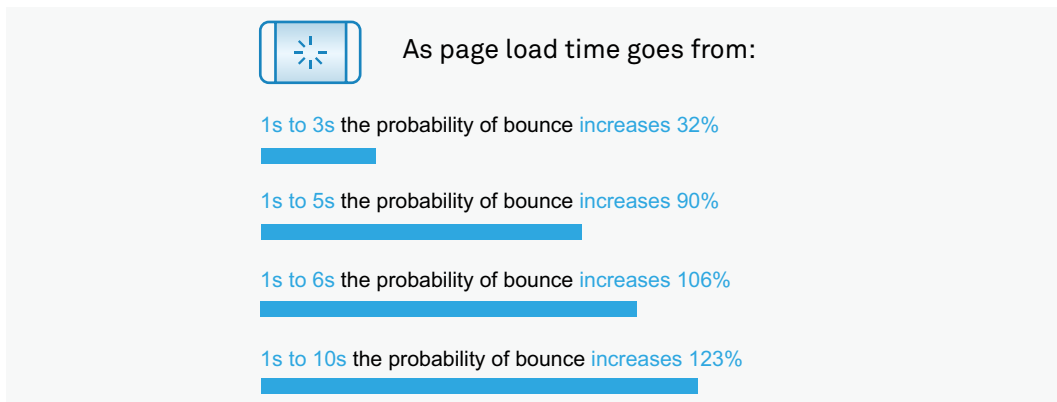 As page load time goes from:
1s to 3s the probability of bounce increases 32%
1s to 5s the probability of bounce increases 90%
1s to 6s the probability of bounce increases 106%
1s to 10s the probability of bounce increases 123%